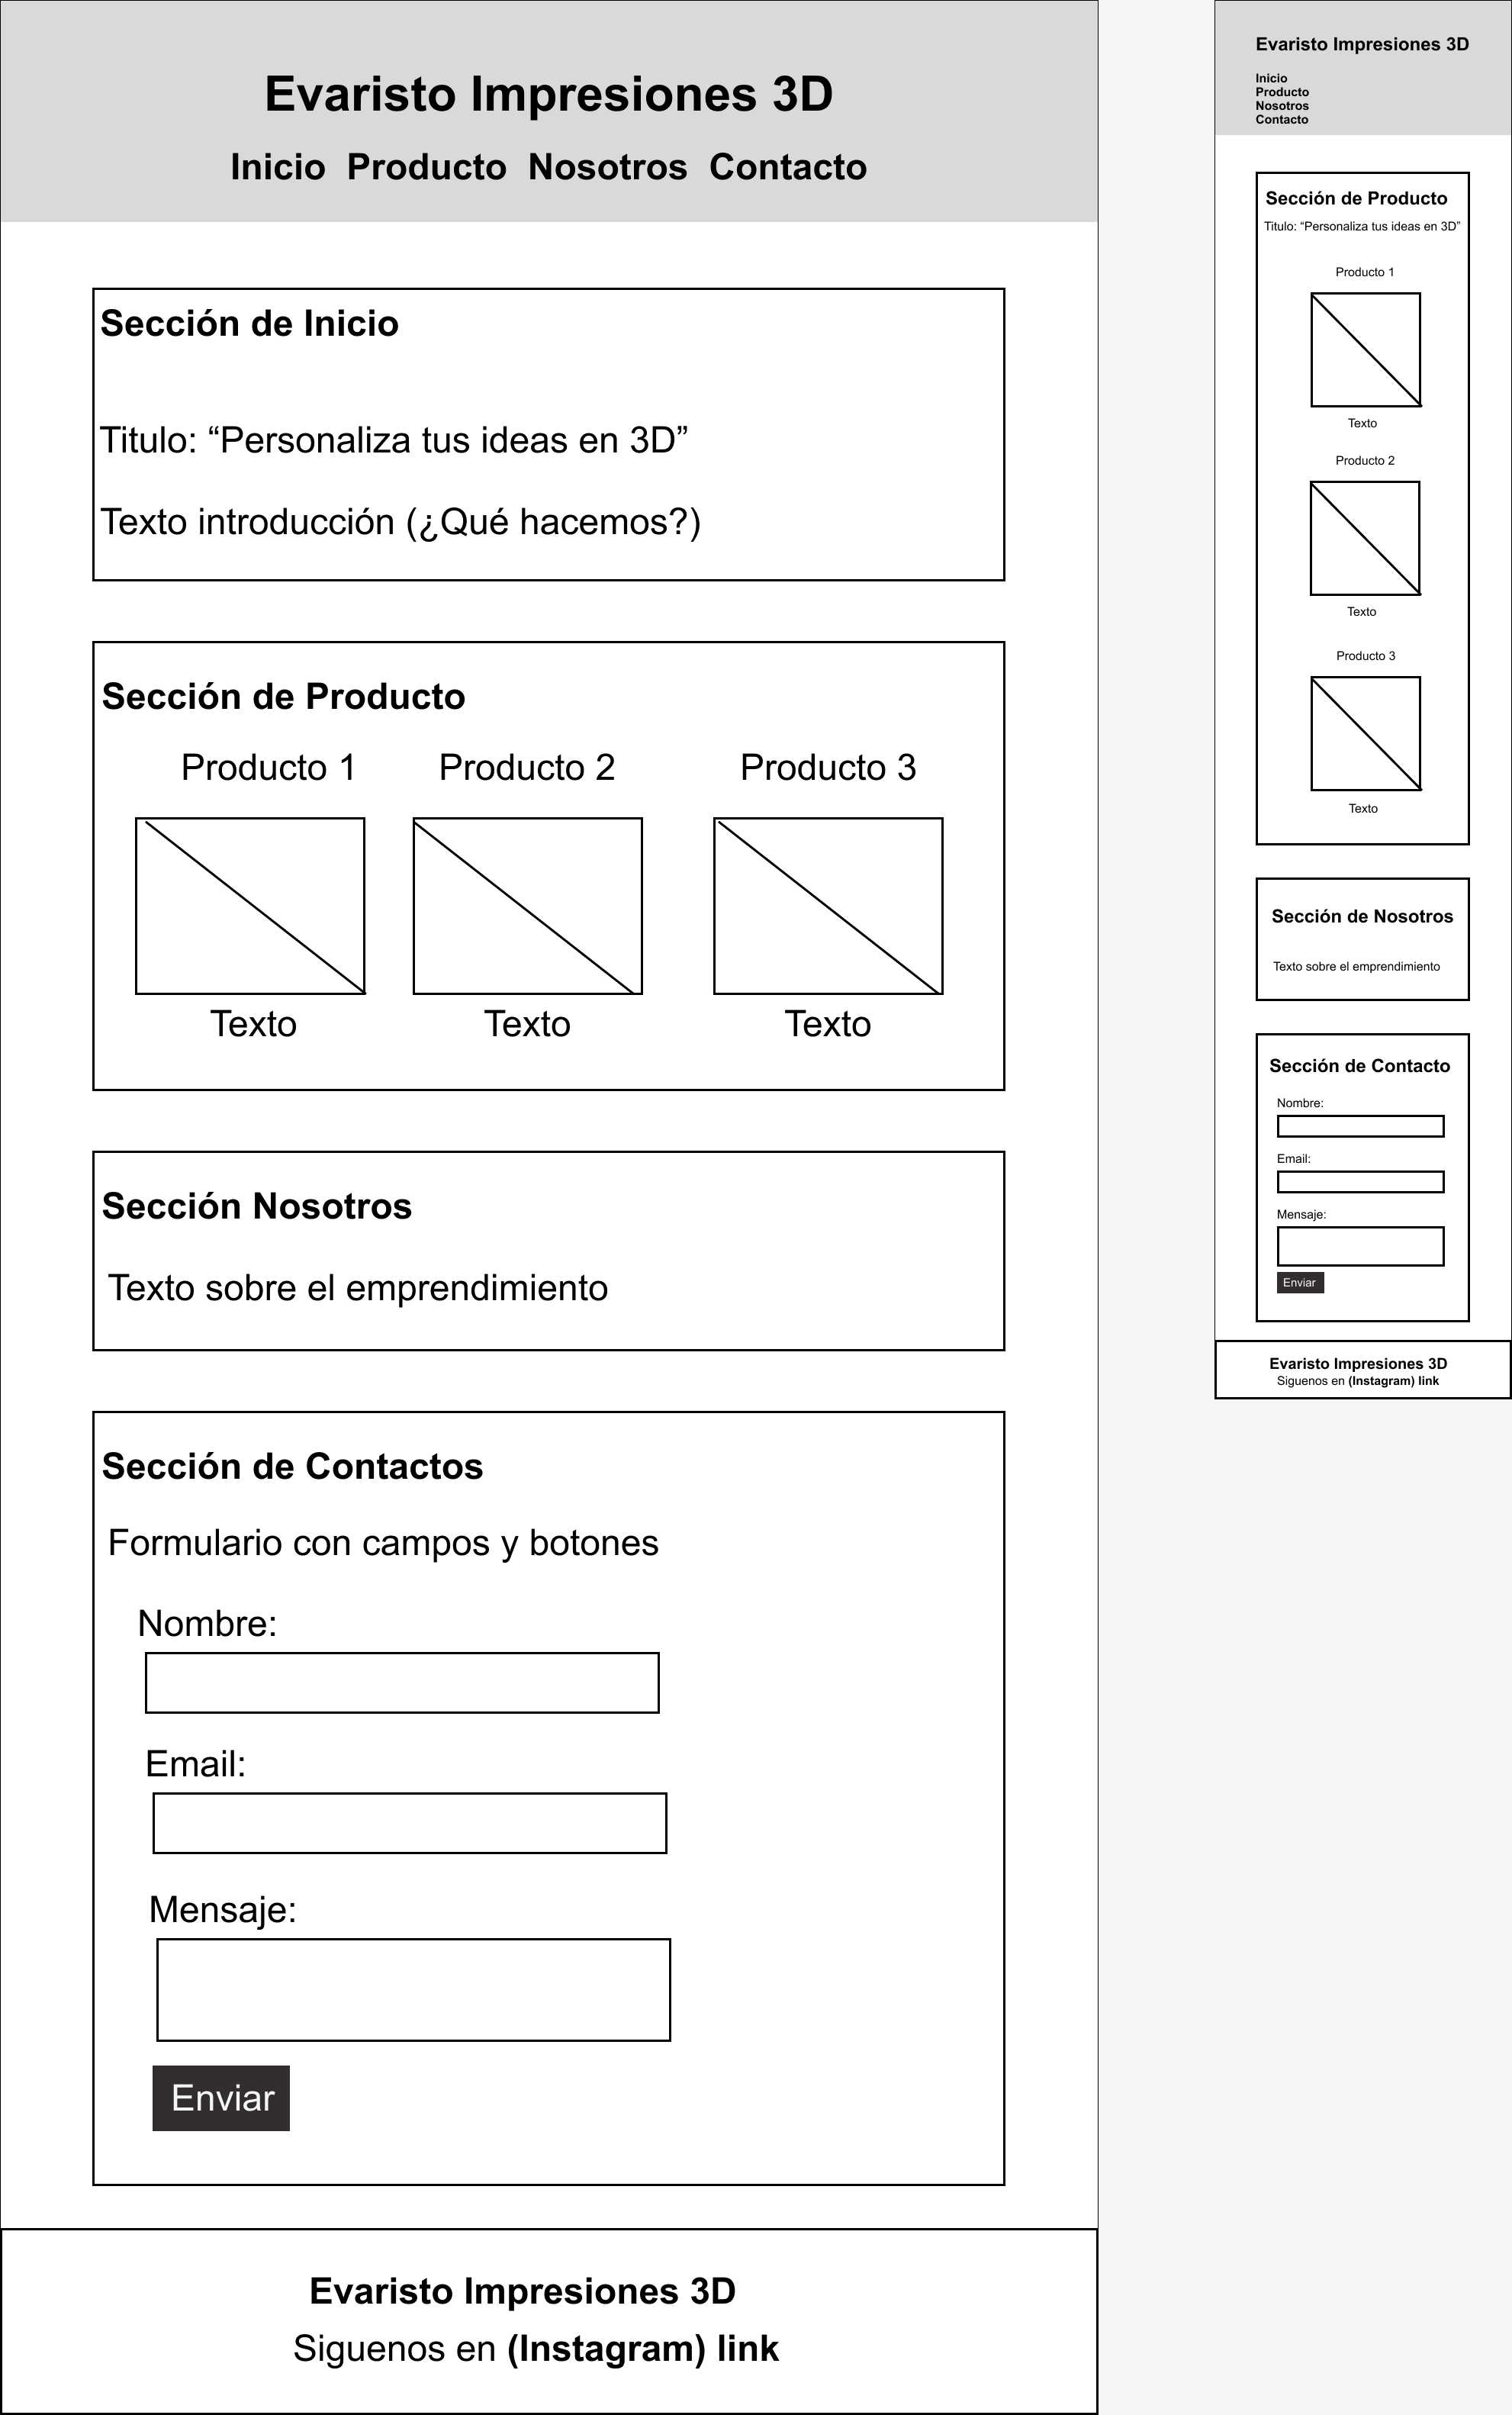 Evaristo Impresiones 3D
Inicio Producto Nosotros Contacto
Sección de Inicio
Titulo: “Personaliza tus ideas en 3D”
Texto introducción (¿Qué hacemos?)
Sección de Producto
Producto 1 Producto 2 Producto 3
Texto Texto Texto
Sección Nosotros
Texto sobre el emprendimiento
Sección de Contactos
Formulario con campos y botones
Nombre:
Email:
Mensaje:
Enviar
Evaristo Impresiones 3D
Siguenos en (Instagram) link
Evaristo Impresiones 3D
Inicio
Producto
Nosotros
Contacto
Sección de Producto
Titulo: “Personaliza tus ideas en 3D”
Producto 1
Texto
Producto 2
Texto
Producto 3
Texto
Sección de Nosotros
Texto sobre el emprendimiento
Sección de Contacto
Nombre:
Email:
Mensaje:
Enviar
Evaristo Impresiones 3D
Siguenos en (Instagram) link